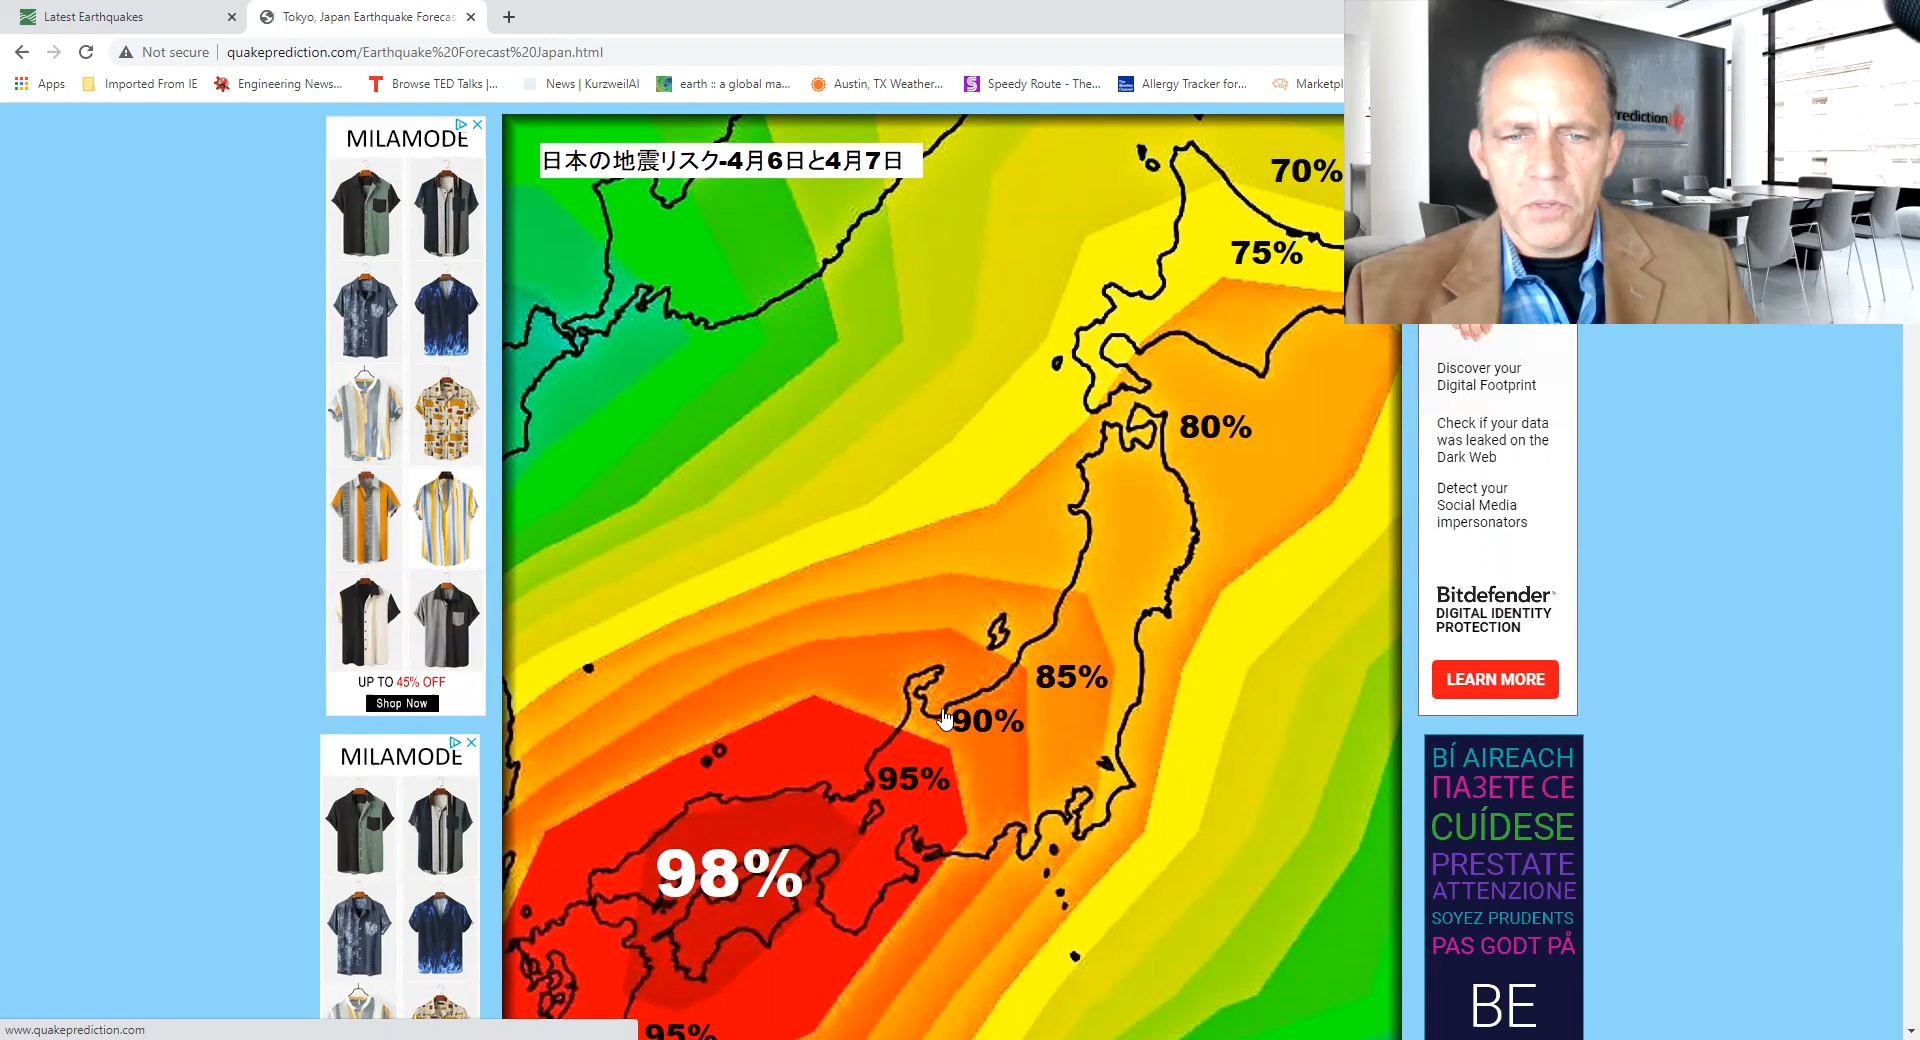 Latest Earthquakes
Tokyo, Japan Earthquake Forecas
Not secure
quakeprediction.com/Earthquake%20Forecast%20Japan.html
Apps
Imported From IE
Engineering News...
Browse TED Talks |...
News | KurzweilAI
earth :: a global ma...
Austin, TX Weather...
Speedy Route - The...
Allergy Tracker for...
Marketpl
rediction
MILAMODE
UP TO 45% OFF
Shop Now
MILAMODE
日本の地震リスク-4月6日と4月7日
70%
75%
80%
85%
90%
95%
98%
95%
Discover your
Digital Footprint
Check if your data
was leaked on the
Dark Web
Detect your
Social Media
impersonators
Bitdefender
DIGITAL IDENTITY
PROTECTION
LEARN MORE
BÍ AIREACH
ПАЗЕТЕ СЕ
CUÍDESE
PRESTATE
ATTENZIONE
SOYEZ PRUDENTS
PAS GODT PÅ
BE
www.quakeprediction.com